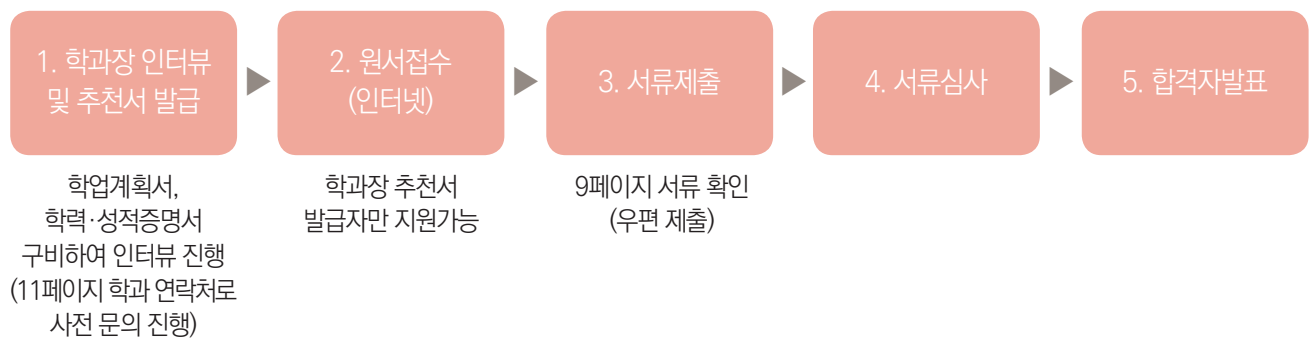 1. 학과장 인터뷰
및 추천서 발급
2. 원서접수
(인터넷)
3. 서류제출
4. 서류심사
5. 합격자발표
학업계획서,
학력·성적증명서
구비하여 인터뷰 진행
(11페이지 학과 연락처로
사전 문의 진행)
학과장 추천서
발급자만 지원가능
9페이지 서류 확인
(우편 제출)